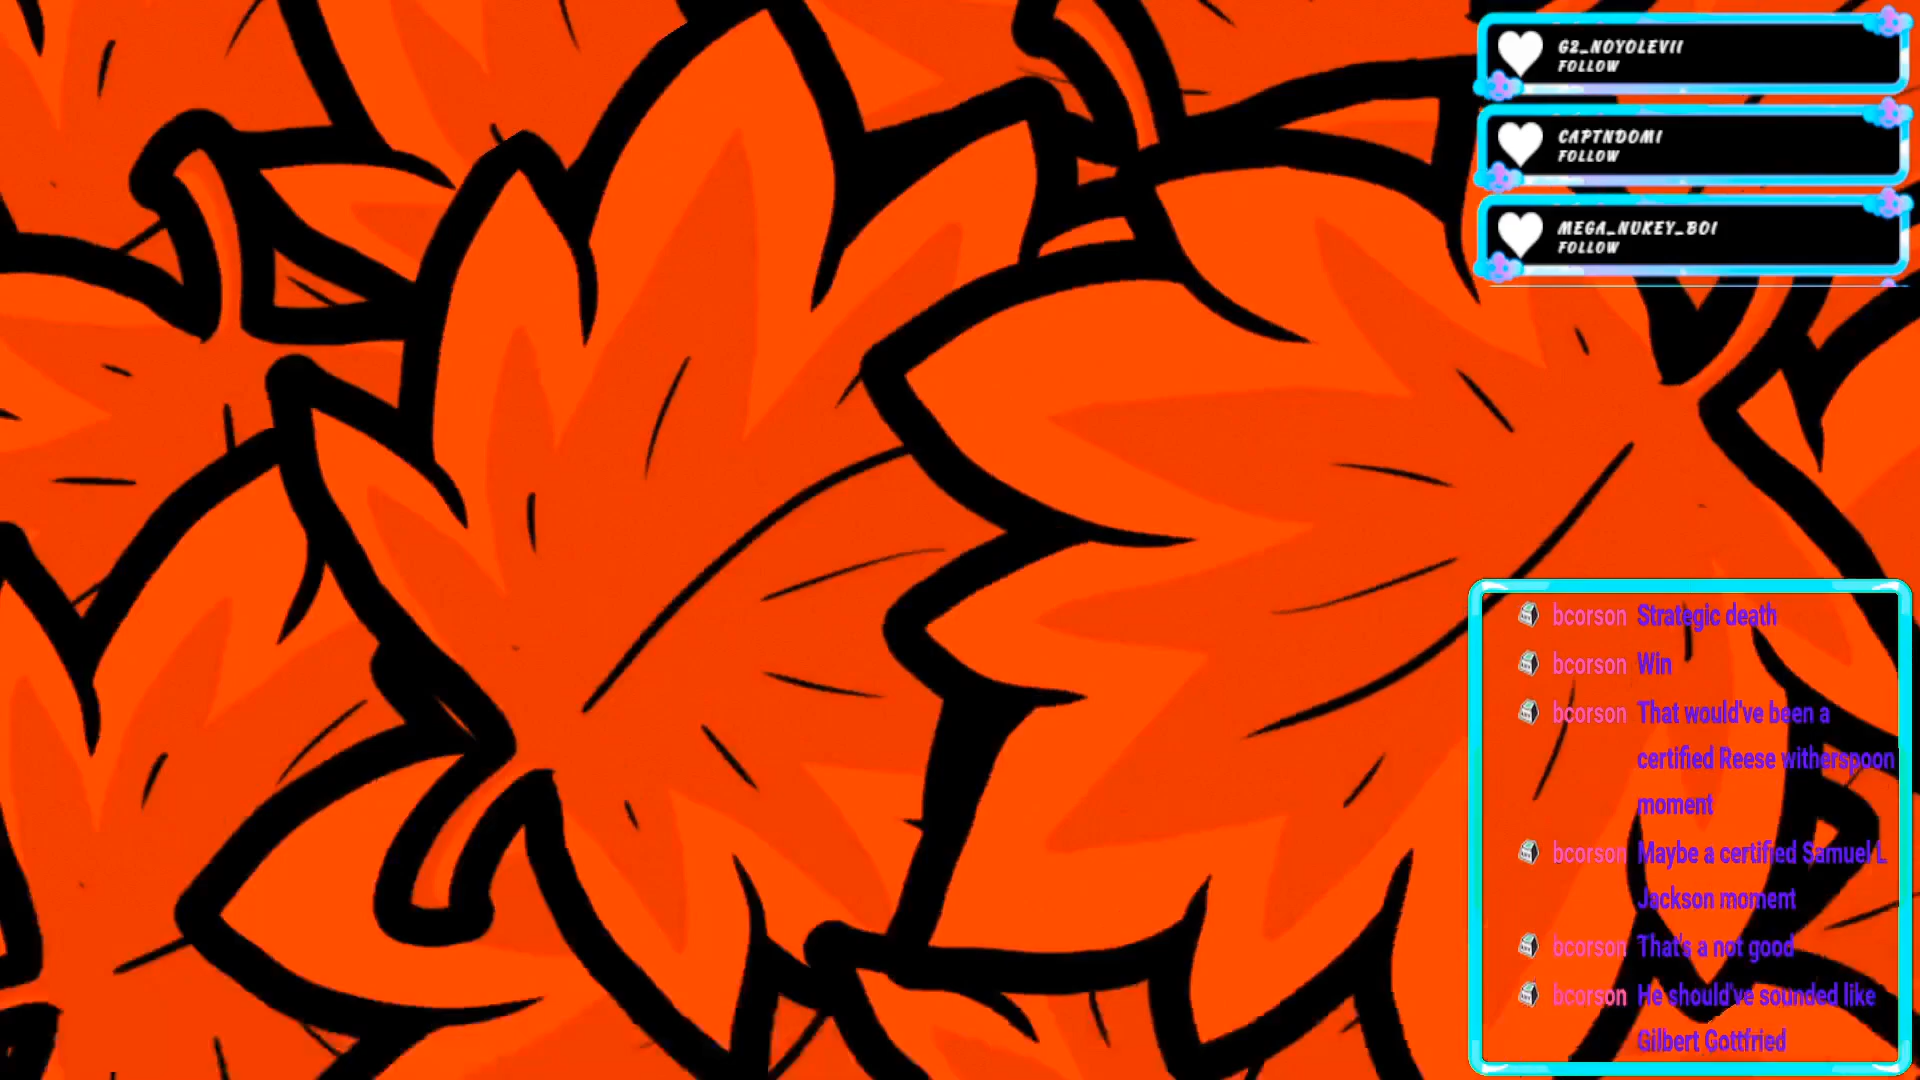 G2_NOYOLEVII
FOLLOW
CAPTNDOM1
FOLLOW
MEGA_NUKEY_BOI
FOLLOW
bcorson Strategic death
bcorson Win
bcorson That would've been a
certified Reese witherspoon
moment
bcorson Maybe a certified Samuel L
Jackson moment
bcorson That's a not good
bcorson He should've sounded like
Gilbert Gottfried